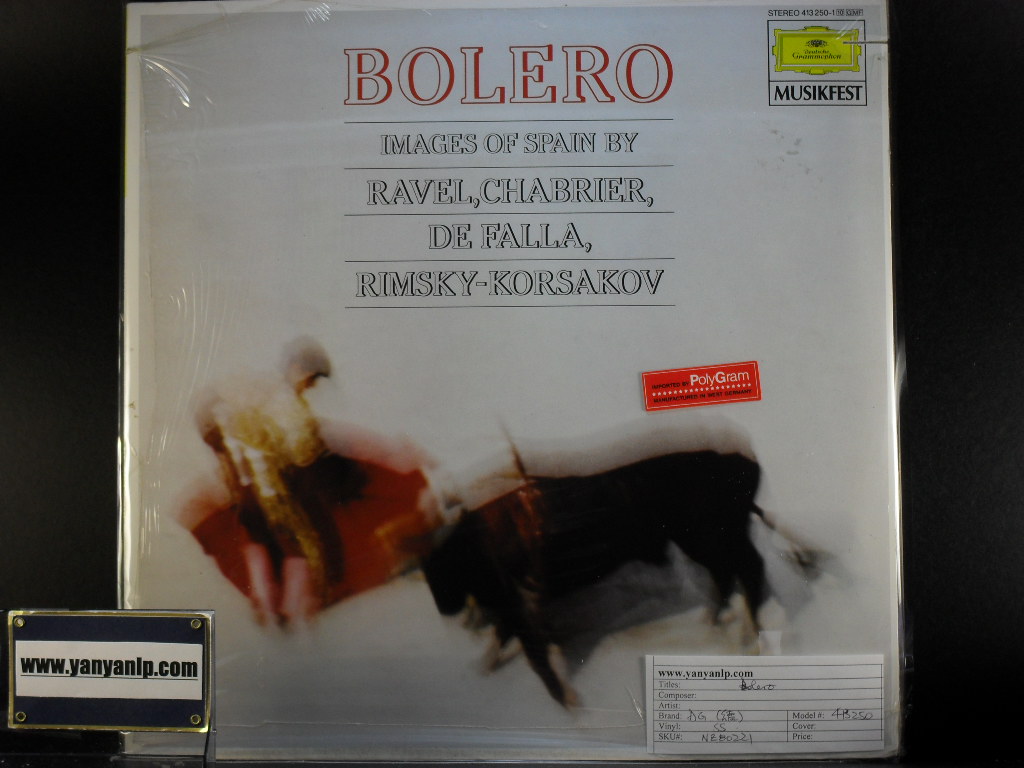 STEREO 413 250-1
Deutsche
Grammophon
MUSIKFEST
BOLERO
IMAGES OF SPAIN BY
RAVEL, CHABRIER,
DE FALLA,
RIMSKY-KORSAKOV
IMPORTED BY PolyGram
MANUFACTURED IN WEST GERMANY
www.yanyanlp.com
www.yanyanlp.com
Titles: Bolero
Composer:
Artist:
Brand: DG Model #: 413250
Vinyl: SS Cover:
SKU#: Price: